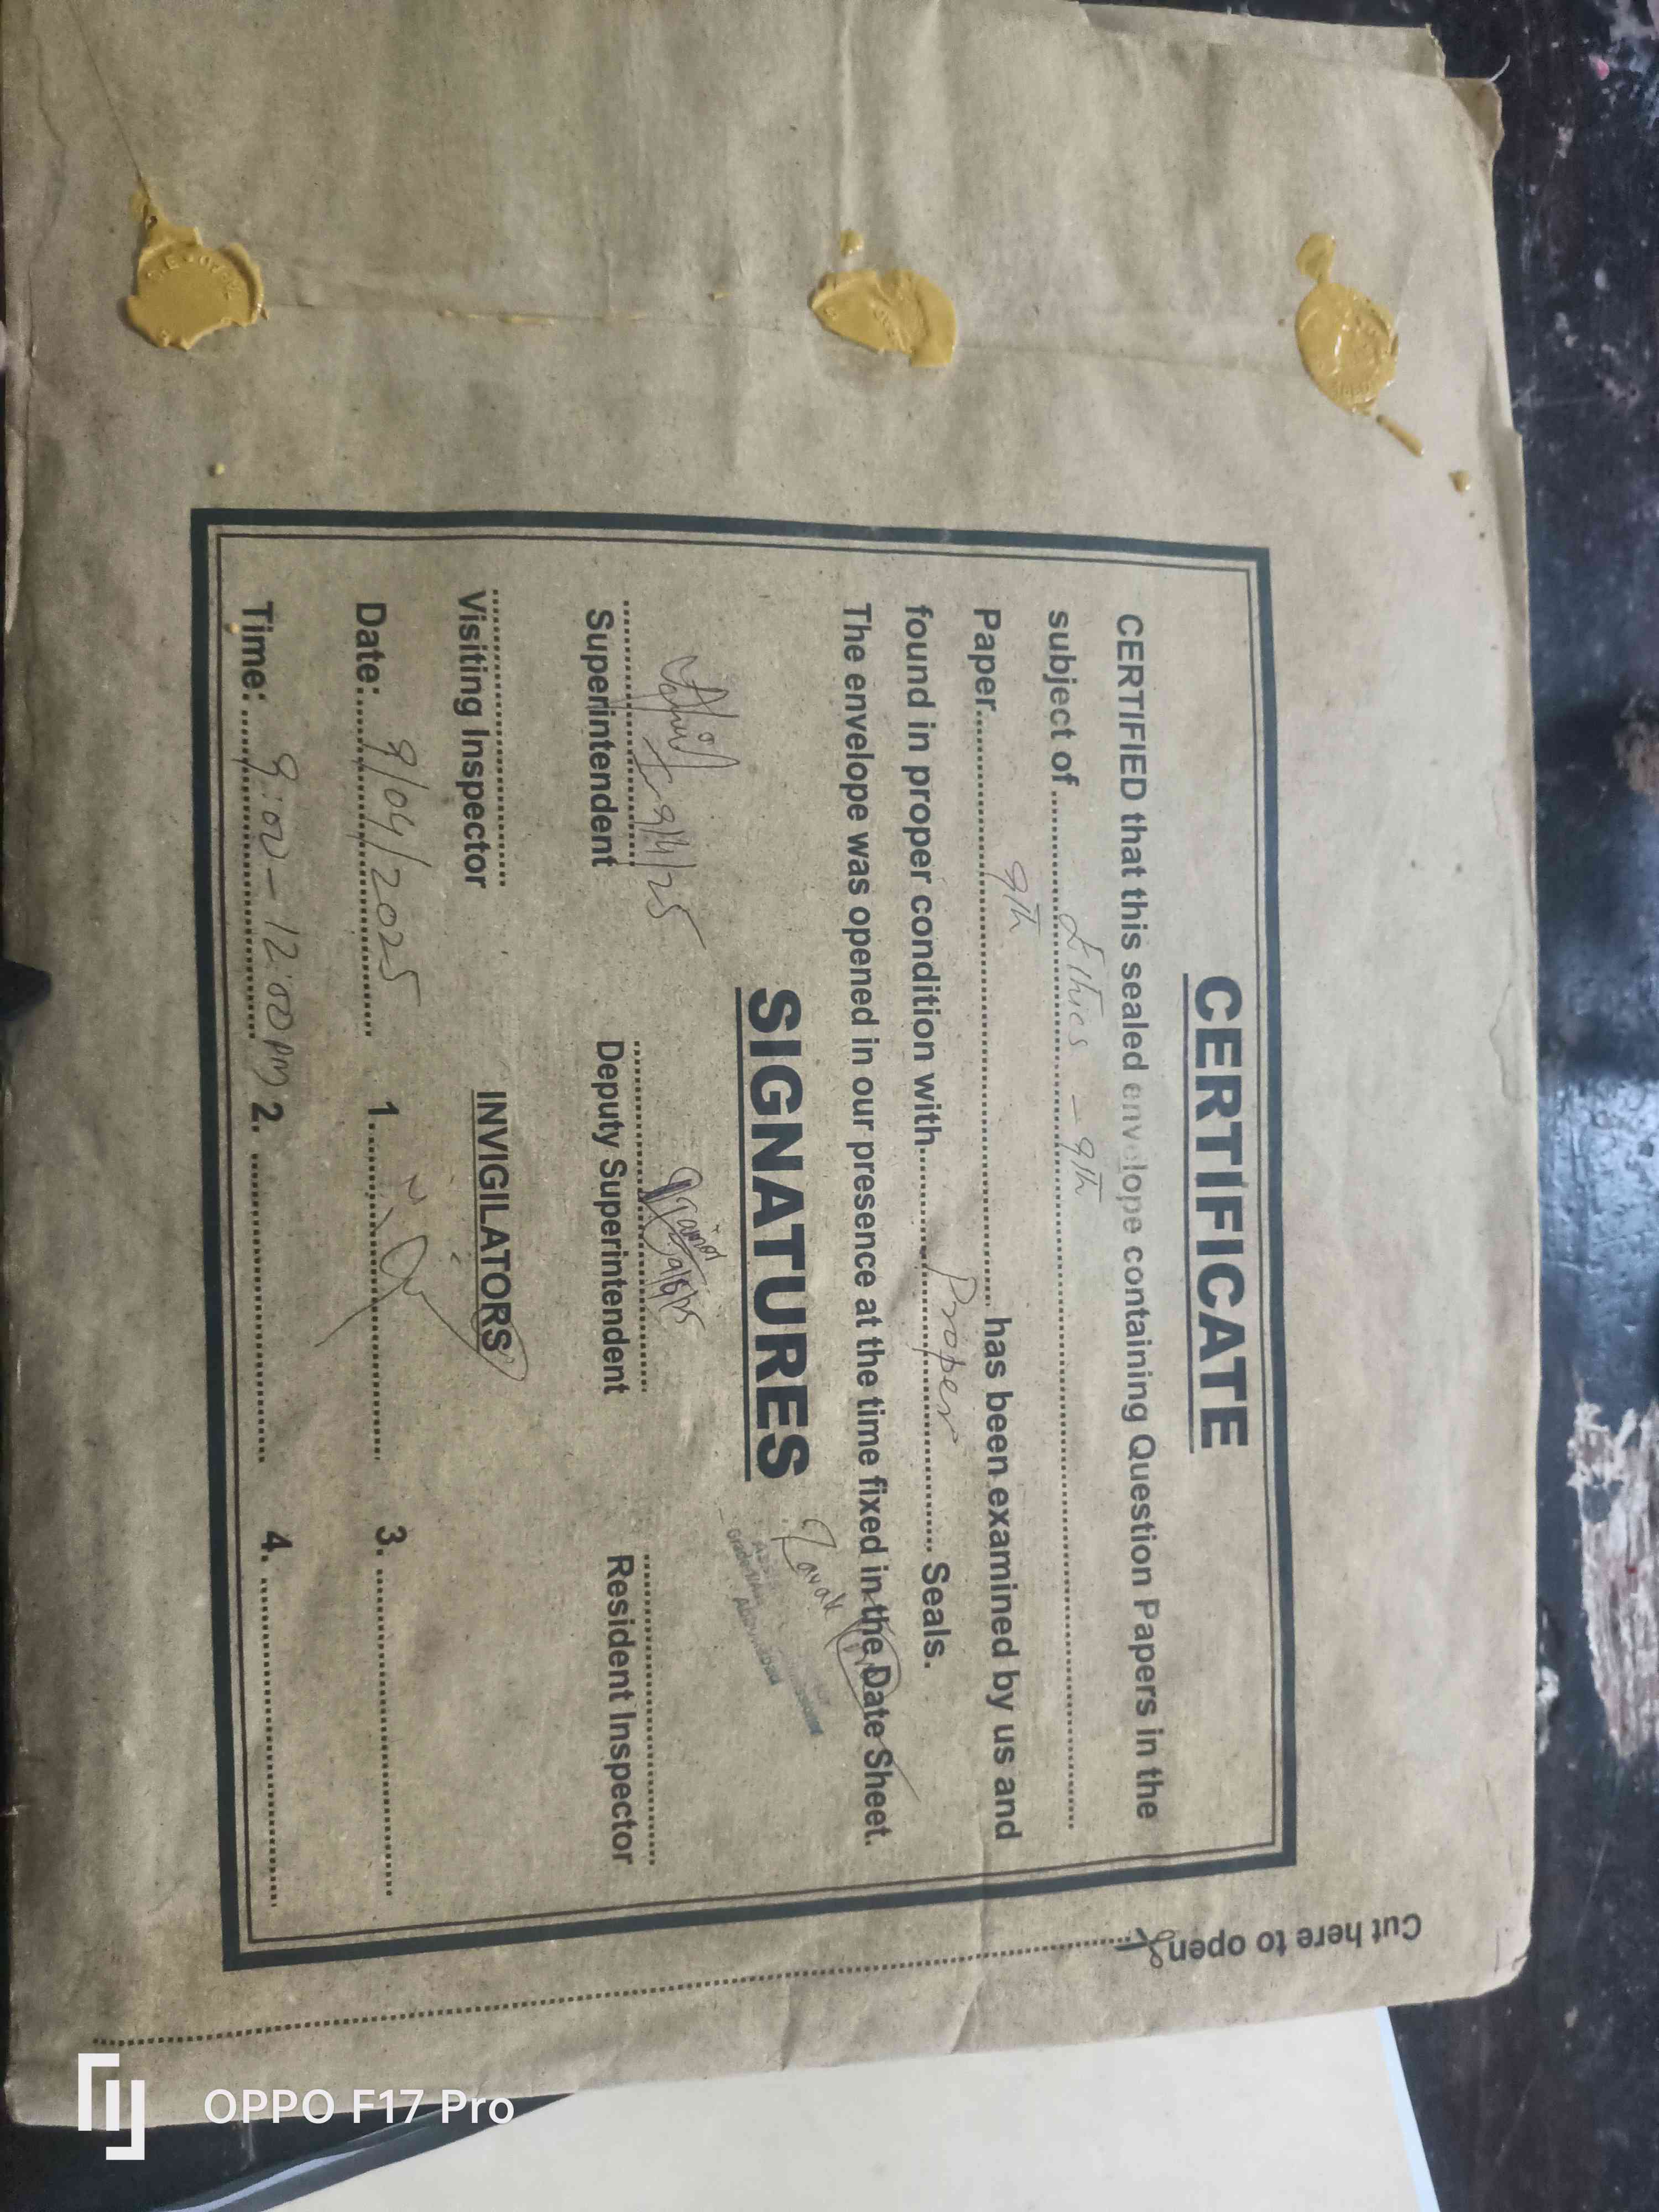 CERTIFICATE
CERTIFIED that this sealed envelope containing Question Papers in the
subject of Ethics - 9th
Paper 9th has been examined by us and
found in proper condition with Proper Seals.
The envelope was opened in our presence at the time fixed in the Date Sheet.
SIGNATURES
9/4/25
Superintendent Deputy Superintendent Resident Inspector
Visiting Inspector INVIGILATORS
Date: 9/04/2025 1. 3.
Time: 9:00 - 12:00 PM 2. 4.
Cut here to open
OPPO F17 Pro